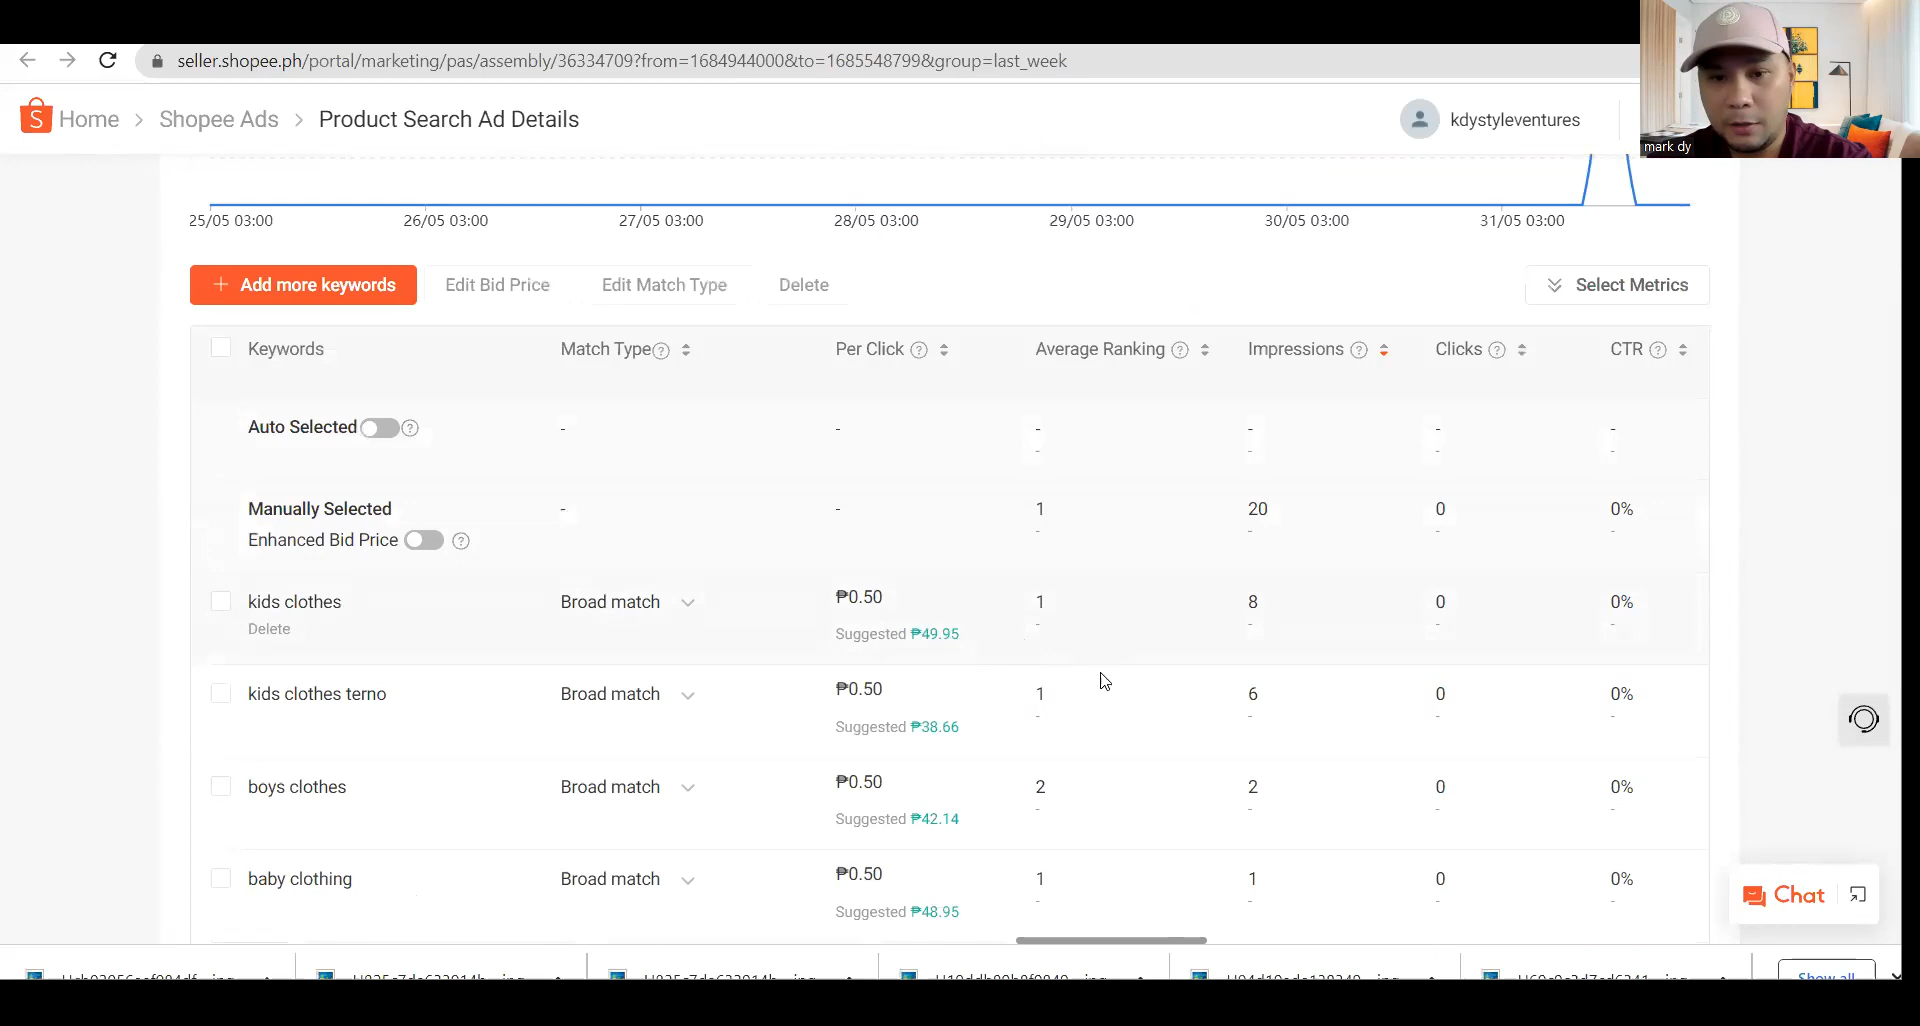 seller.shopee.ph/portal/marketing/pas/assembly/36334709?from=1684944000&to=1685548799&group=last_week
mark dy
Home > Shopee Ads > Product Search Ad Details
kdystyleventures
25/05 03:00 26/05 03:00 27/05 03:00 28/05 03:00 29/05 03:00 30/05 03:00 31/05 03:00
+ Add more keywords Edit Bid Price Edit Match Type Delete Select Metrics
Keywords Match Type Per Click Average Ranking Impressions Clicks CTR
Auto Selected - - - - - -
- - - -
Manually Selected - - 1 20 0 0%
- - -
Enhanced Bid Price
kids clothes Broad match ₱0.50 1 8 0 0%
Delete Suggested ₱49.95 - - - -
kids clothes terno Broad match ₱0.50 1 6 0 0%
Suggested ₱38.66 - - - -
boys clothes Broad match ₱0.50 2 2 0 0%
Suggested ₱42.14 - - - -
baby clothing Broad match ₱0.50 1 1 0 0%
Suggested ₱48.95 - - - -
Chat
Show all